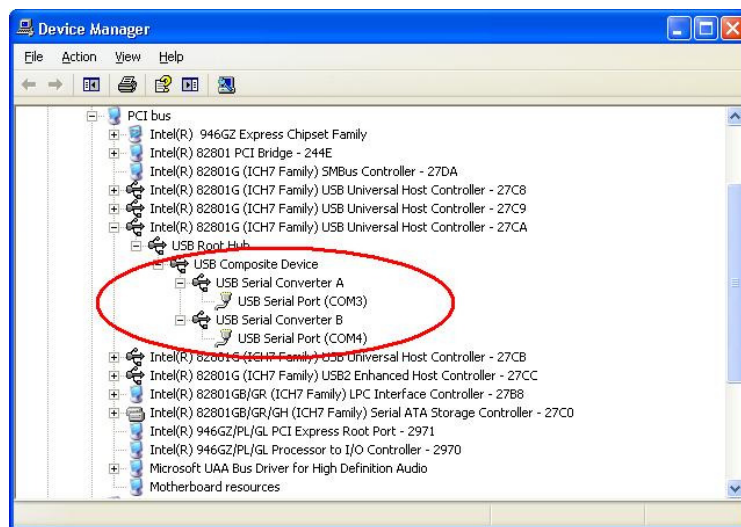 Device Manager
File Action View Help
PCI bus
Intel(R) 946GZ Express Chipset Family
Intel(R) 82801 PCI Bridge - 244E
Intel(R) 82801G (ICH7 Family) SMBus Controller - 27DA
Intel(R) 82801G (ICH7 Family) USB Universal Host Controller - 27C8
Intel(R) 82801G (ICH7 Family) USB Universal Host Controller - 27C9
Intel(R) 82801G (ICH7 Family) USB Universal Host Controller - 27CA
USB Root Hub
USB Composite Device
USB Serial Converter A
USB Serial Port (COM3)
USB Serial Converter B
USB Serial Port (COM4)
Intel(R) 82801G (ICH7 Family) USB Universal Host Controller - 27CB
Intel(R) 82801G (ICH7 Family) USB2 Enhanced Host Controller - 27CC
Intel(R) 82801GB/GR (ICH7 Family) LPC Interface Controller - 27B8
Intel(R) 82801GB/GR/GH (ICH7 Family) Serial ATA Storage Controller - 27C0
Intel(R) 946GZ/PL/GL PCI Express Root Port - 2971
Intel(R) 946GZ/PL/GL Processor to I/O Controller - 2970
Microsoft UAA Bus Driver for High Definition Audio
Motherboard resources